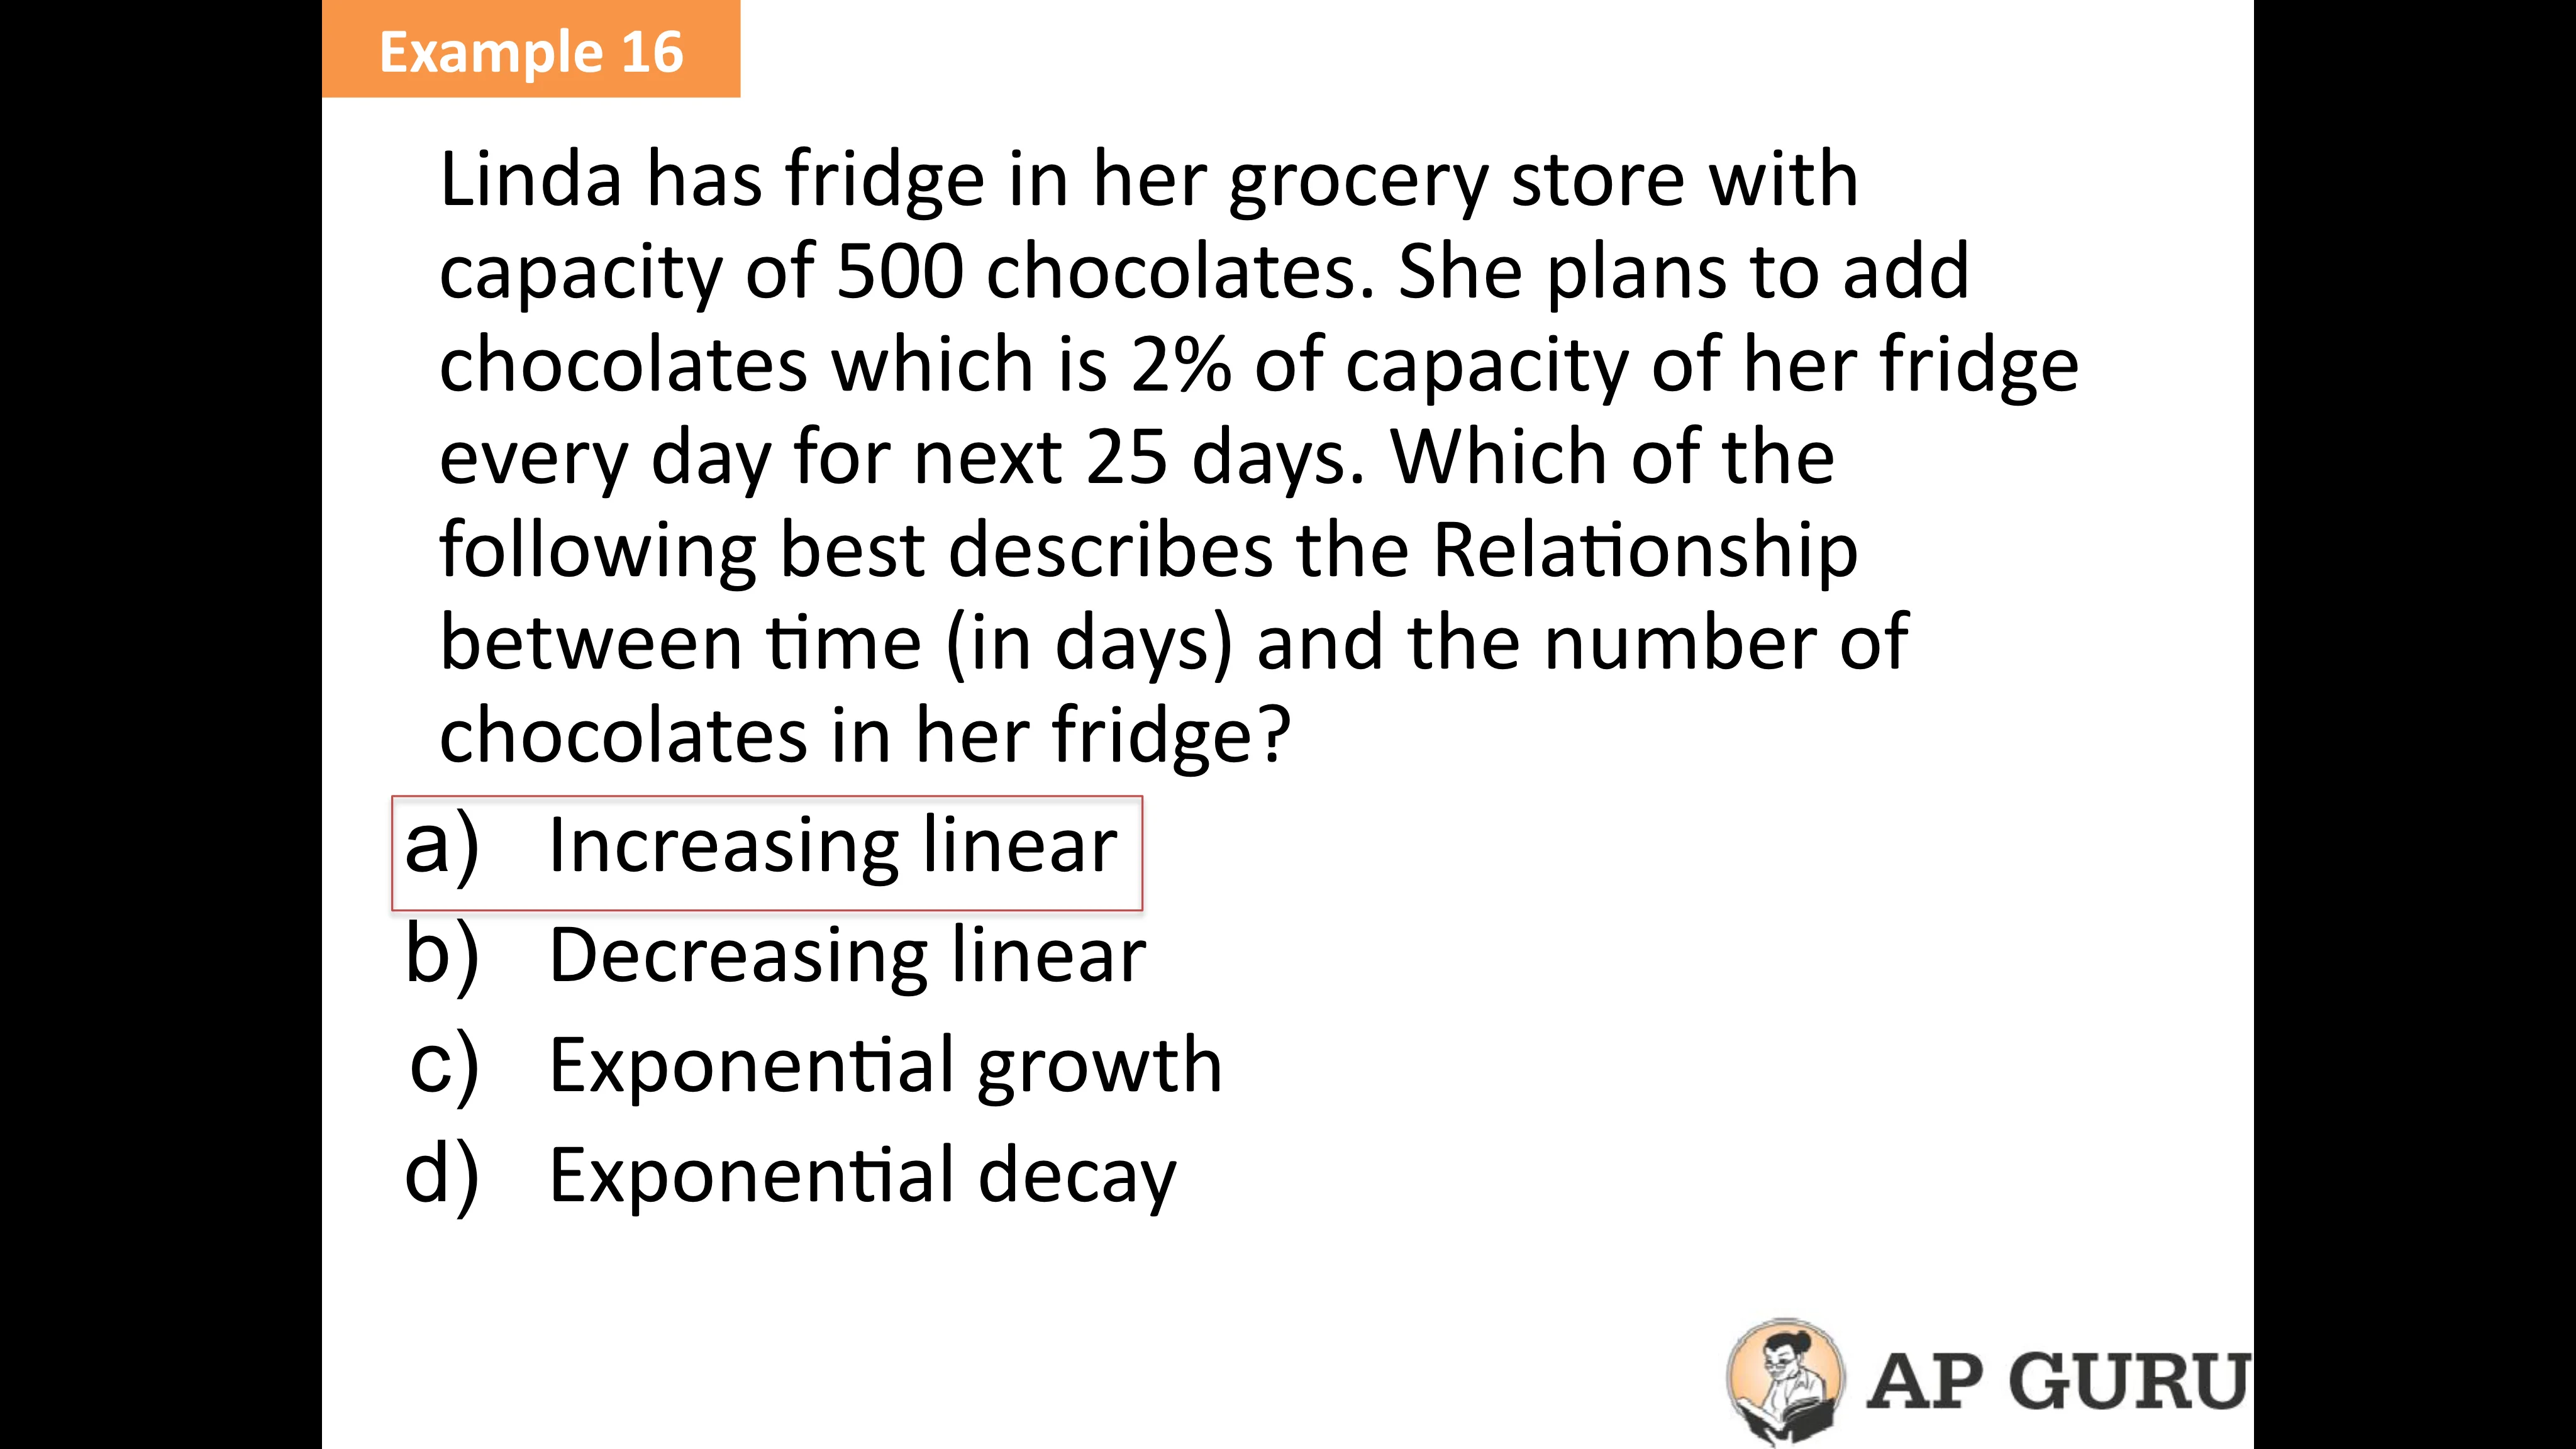 Example 16
Linda has fridge in her grocery store with
capacity of 500 chocolates. She plans to add
chocolates which is 2% of capacity of her fridge
every day for next 25 days. Which of the
following best describes the Relationship
between time (in days) and the number of
chocolates in her fridge?
a) Increasing linear
b) Decreasing linear
c) Exponential growth
d) Exponential decay
AP GURU